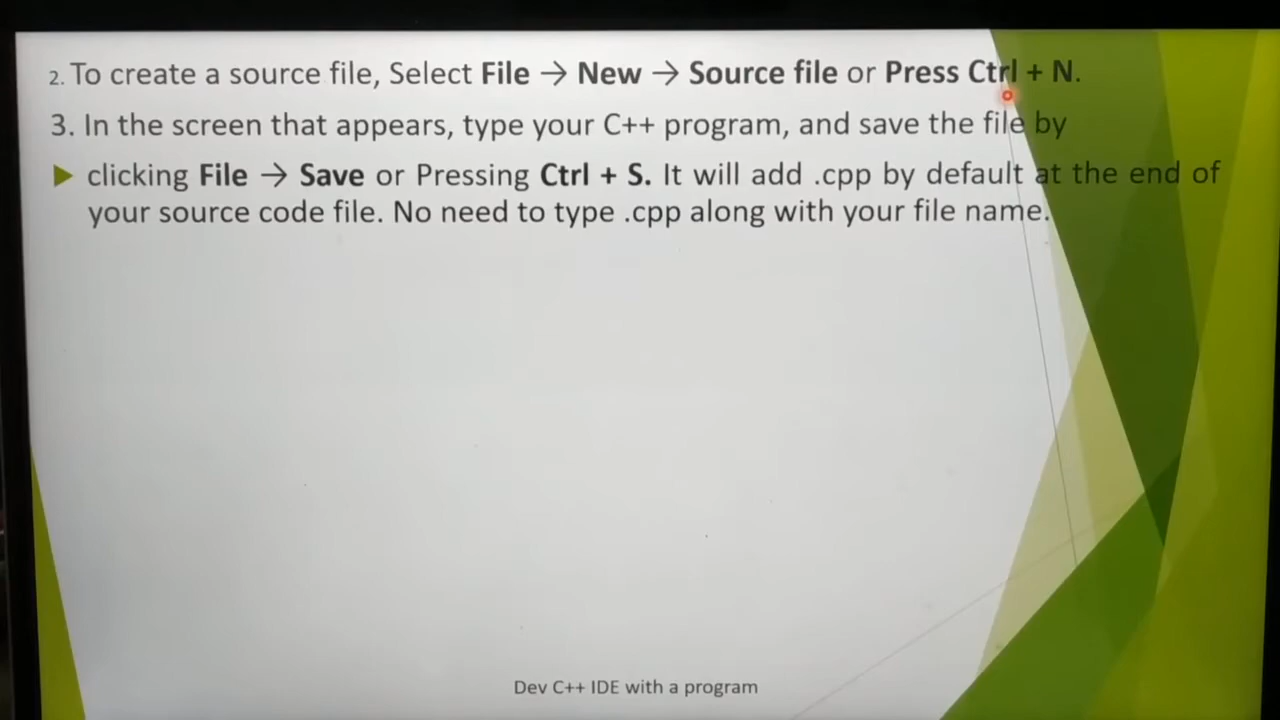 2. To create a source file, Select File → New → Source file or Press Ctrl + N.
3. In the screen that appears, type your C++ program, and save the file by
clicking File → Save or Pressing Ctrl + S. It will add .cpp by default at the end of
your source code file. No need to type .cpp along with your file name.
Dev C++ IDE with a program